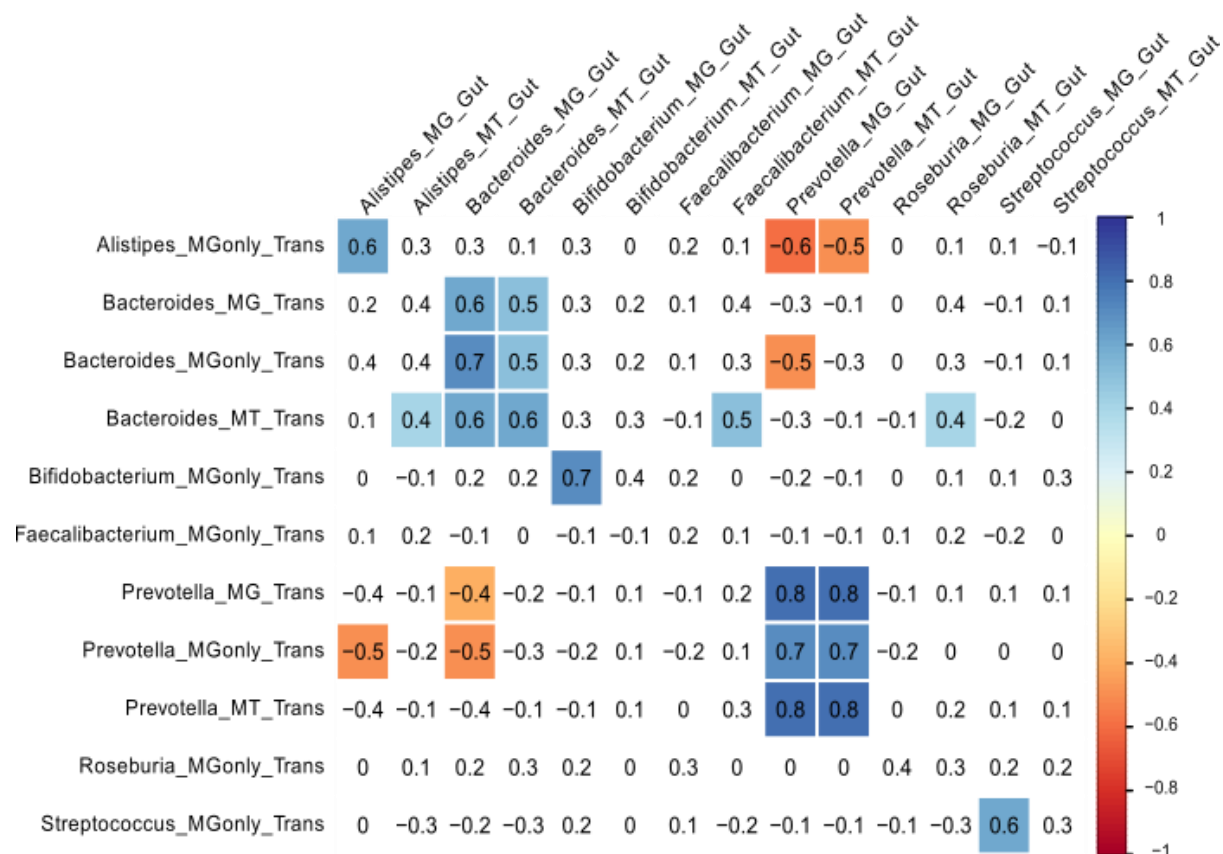 Alistipes_MG_Gut
Alistipes_MT_Gut
Bacteroides_MG_Gut
Bacteroides_MT_Gut
Bifidobacterium_MG_Gut
Bifidobacterium_MT_Gut
Faecalibacterium_MG_Gut
Faecalibacterium_MT_Gut
Prevotella_MG_Gut
Prevotella_MT_Gut
Roseburia_MG_Gut
Roseburia_MT_Gut
Streptococcus_MG_Gut
Streptococcus_MT_Gut
Alistipes_MGonly_Trans 0.6 0.3 0.3 0.1 0.3 0 0.2 0.1 −0.6 −0.5 0 0.1 0.1 −0.1
Bacteroides_MG_Trans 0.2 0.4 0.6 0.5 0.3 0.2 0.1 0.4 −0.3 −0.1 0 0.4 −0.1 0.1
Bacteroides_MGonly_Trans 0.4 0.4 0.7 0.5 0.3 0.2 0.1 0.3 −0.5 −0.3 0 0.3 −0.1 0.1
Bacteroides_MT_Trans 0.1 0.4 0.6 0.6 0.3 0.3 −0.1 0.5 −0.3 −0.1 −0.1 0.4 −0.2 0
Bifidobacterium_MGonly_Trans 0 −0.1 0.2 0.2 0.7 0.4 0.2 0 −0.2 −0.1 0 0.1 0.1 0.3
Faecalibacterium_MGonly_Trans 0.1 0.2 −0.1 0 −0.1 −0.1 0.2 0.1 −0.1 −0.1 0.1 0.2 −0.2 0
Prevotella_MG_Trans −0.4 −0.1 −0.4 −0.2 −0.1 0.1 −0.1 0.2 0.8 0.8 −0.1 0.1 0.1 0.1
Prevotella_MGonly_Trans −0.5 −0.2 −0.5 −0.3 −0.2 0.1 −0.2 0.1 0.7 0.7 −0.2 0 0 0
Prevotella_MT_Trans −0.4 −0.1 −0.4 −0.1 −0.1 0.1 0 0.3 0.8 0.8 0 0.2 0.1 0.1
Roseburia_MGonly_Trans 0 0.1 0.2 0.3 0.2 0 0.3 0 0 0 0.4 0.3 0.2 0.2
Streptococcus_MGonly_Trans 0 −0.3 −0.2 −0.3 0.2 0 0.1 −0.2 −0.1 −0.1 −0.1 −0.3 0.6 0.3
1
0.8
0.6
0.4
0.2
0
−0.2
−0.4
−0.6
−0.8
−1